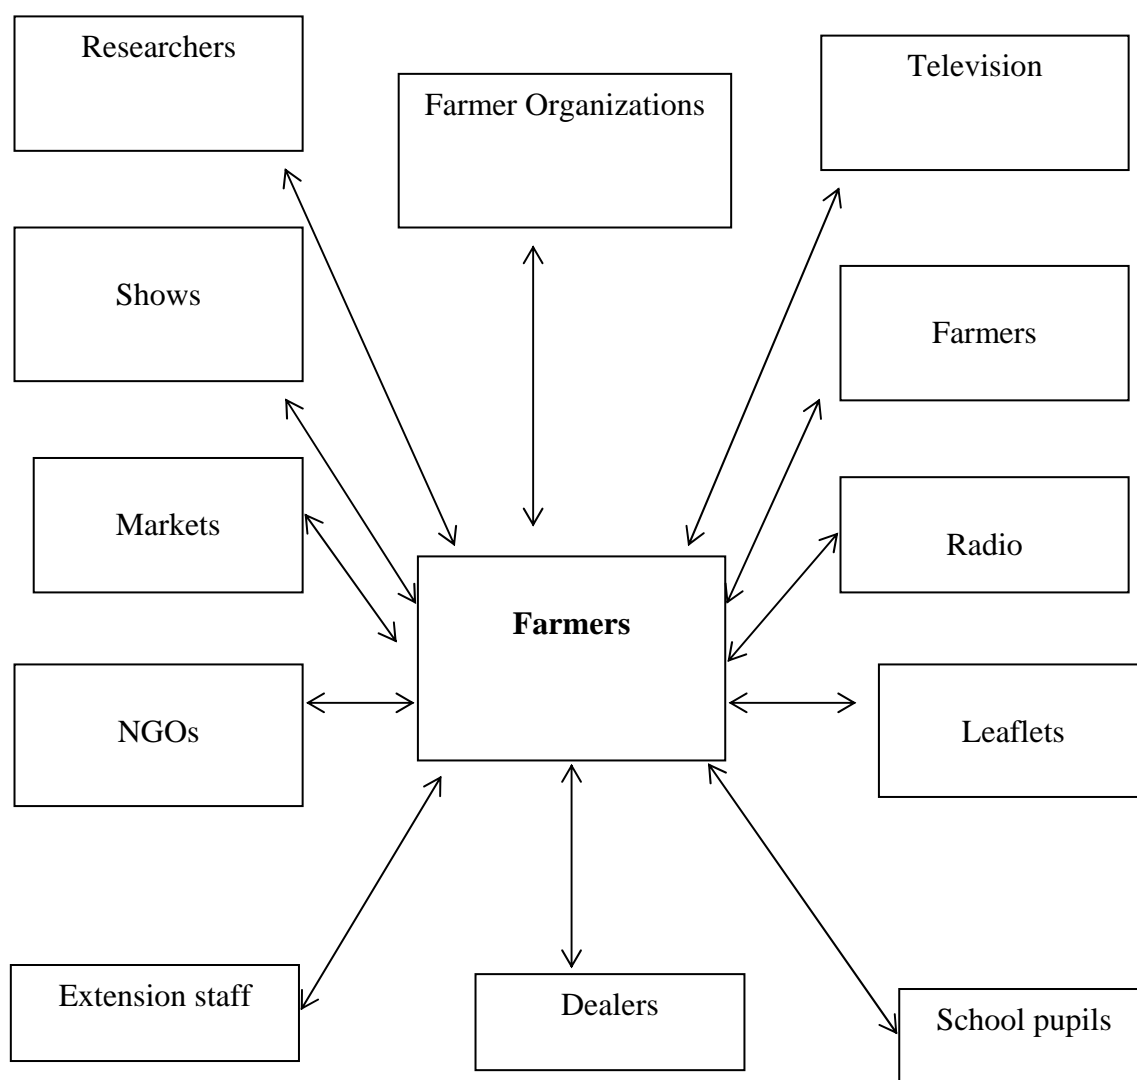 Researchers
Farmer Organizations
Television
Shows
Farmers
Markets
Radio
Farmers
NGOs
Leaflets
Extension staff
Dealers
School pupils